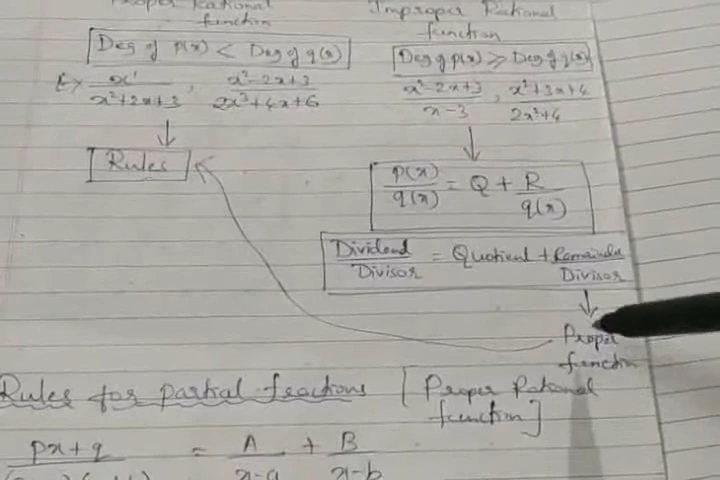 Proper Rational function
Deg of p(x) < Deg of q(x)
Ex x¹/x²+2x+3 , x²-2x+3/2x³+4x+6
Rules
Improper Rational function
Deg of p(x) ≥ Deg of q(x)
x²-2x+3/x-3 , x²+3x+4/2x²+4
p(x)/q(x) = Q + R/q(x)
Dividend/Divisor = Quotient + Remainder/Divisor
Proper function
Rules for partial fractions [Proper Rational function]
px+q = A/x-a + B/x-b